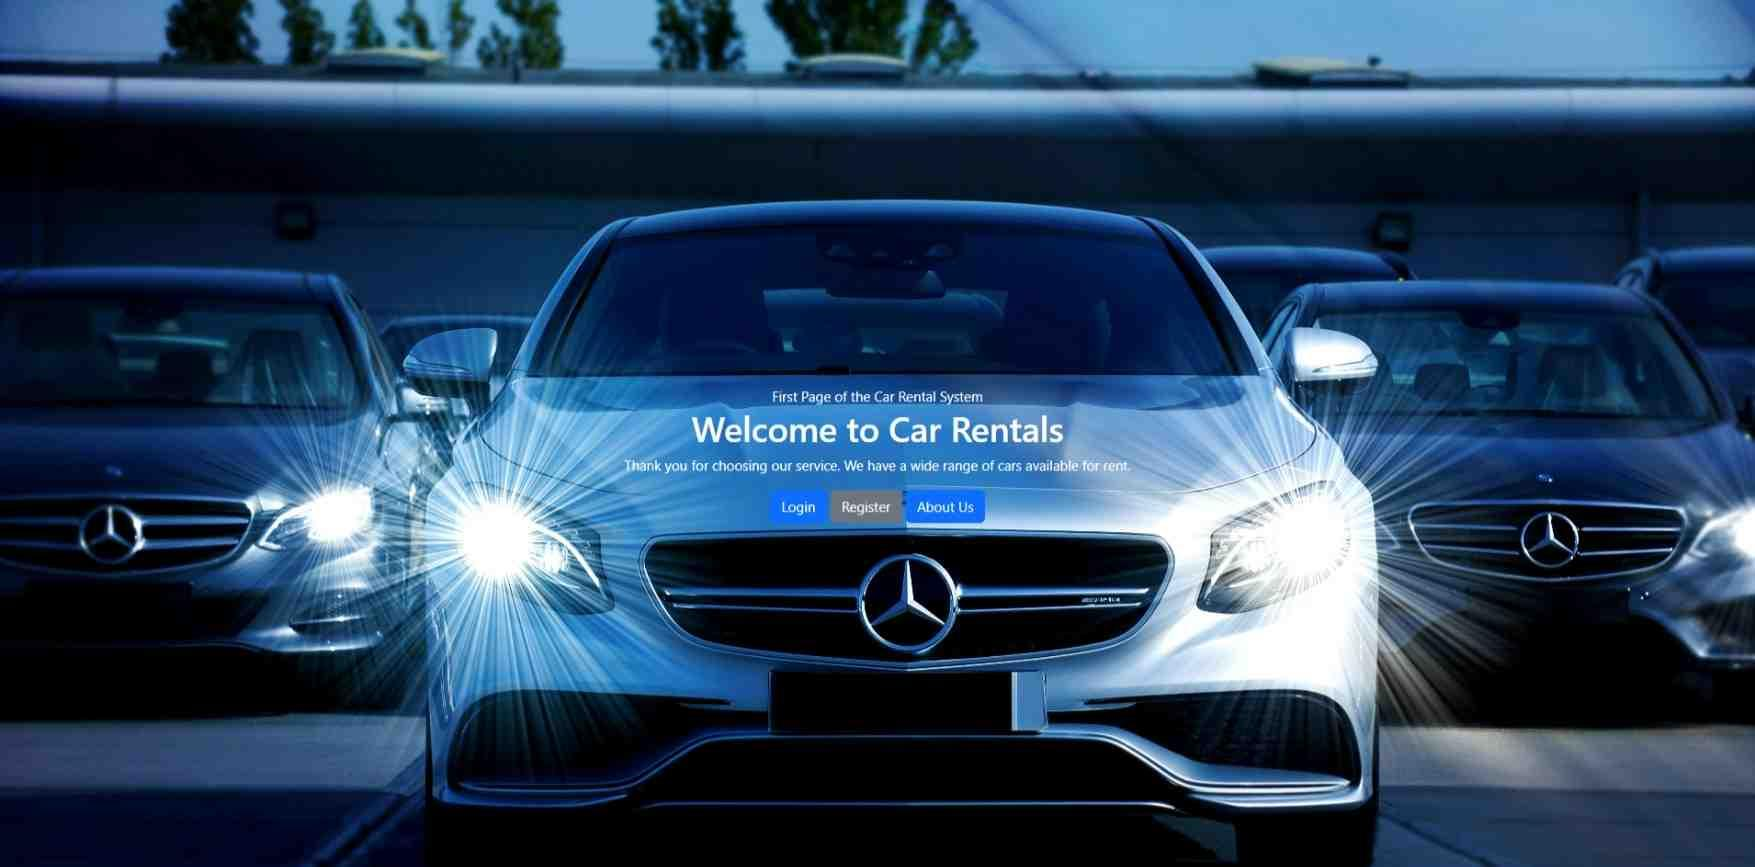 First Page of the Car Rental System
Welcome to Car Rentals
Thank you for choosing our service. We have a wide range of cars available for rent.
Login
Register
About Us